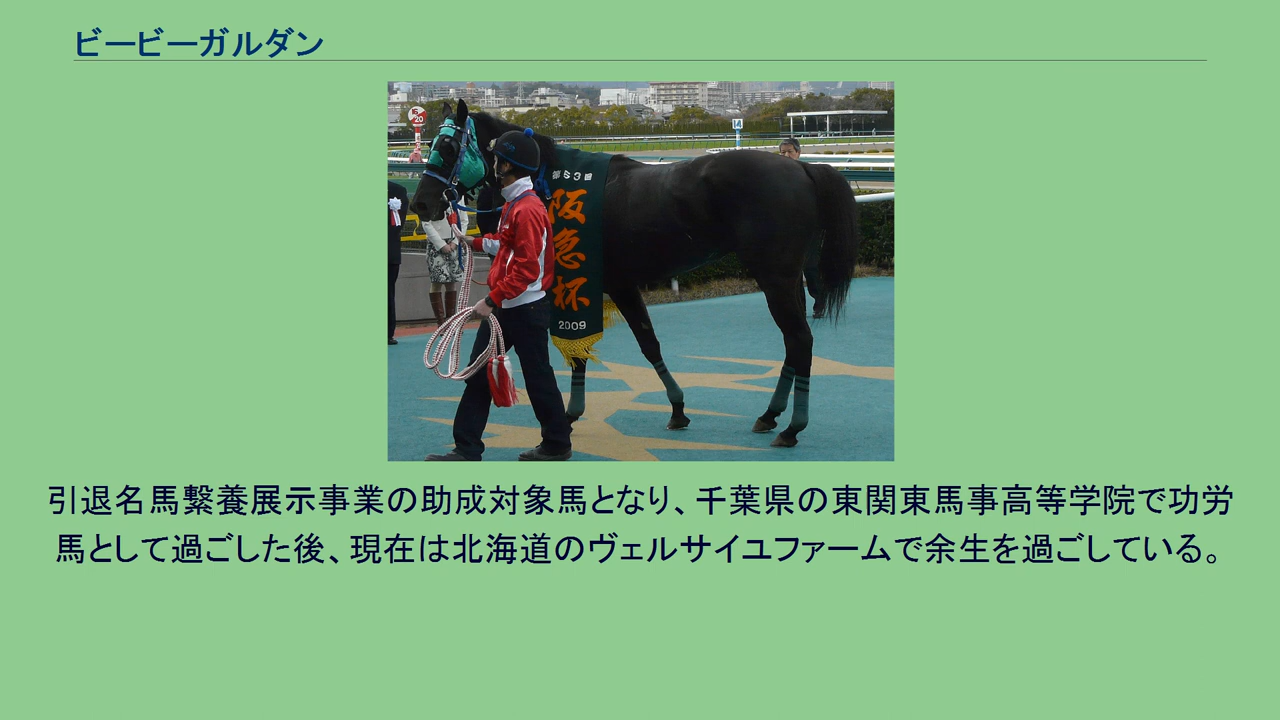 ビービーガルダン
16
20
14
第53回
阪急杯
2009
引退名馬繋養展示事業の助成対象馬となり、千葉県の東関東馬事高等学院で功労
馬として過ごした後、現在は北海道のヴェルサイユファームで余生を過ごしている。